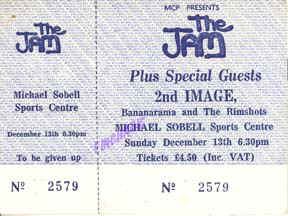 The
JAM
Michael Sobell
Sports Centre
December 13th 6.30pm
To be given up
Nº 2579
MCP PRESENTS
The
JAM
Plus Special Guests
2nd IMAGE,
Bananarama and The Rimshots
MICHAEL SOBELL Sports Centre
Sunday December 13th 6.30pm
Tickets £4.50 (Inc. VAT)
Nº 2579